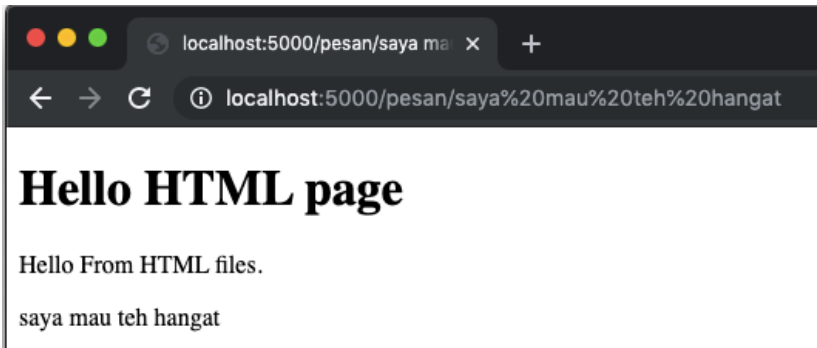 localhost:5000/pesan/saya ma
localhost:5000/pesan/saya%20mau%20teh%20hangat
Hello HTML page
Hello From HTML files.
saya mau teh hangat